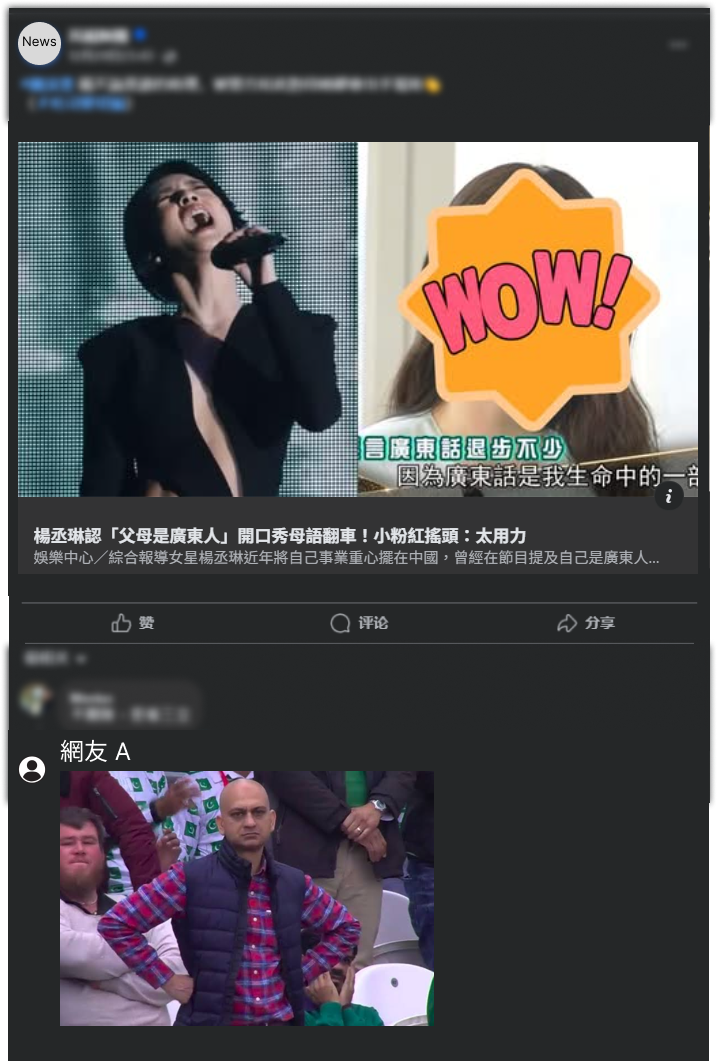 News
WOW!
言廣東話退步不少
因為廣東話是我生命中的一部
楊丞琳認「父母是廣東人」開口秀母語翻車！小粉紅搖頭：太用力
娛樂中心／綜合報導女星楊丞琳近年將自己事業重心擺在中國，曾經在節目提及自己是廣東人...
赞
评论
分享
網友 A